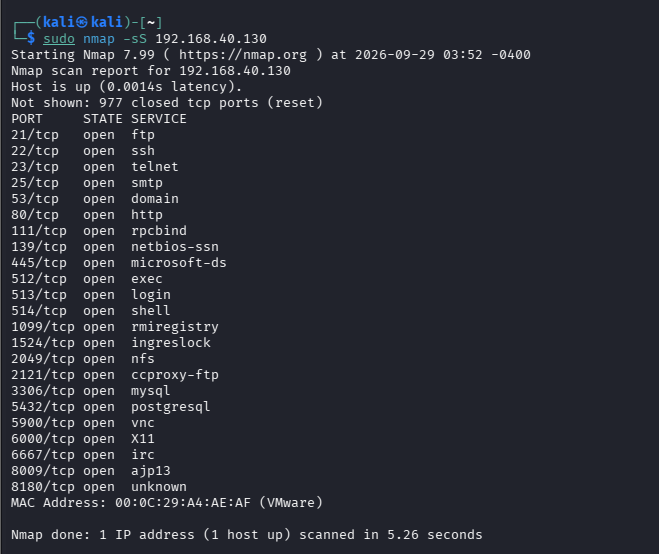 ┌──(kali㉿kali)-[~]
└─$ sudo nmap -sS 192.168.40.130
Starting Nmap 7.99 ( https://nmap.org ) at 2026-09-29 03:52 -0400
Nmap scan report for 192.168.40.130
Host is up (0.0014s latency).
Not shown: 977 closed tcp ports (reset)
PORT     STATE SERVICE
21/tcp   open  ftp
22/tcp   open  ssh
23/tcp   open  telnet
25/tcp   open  smtp
53/tcp   open  domain
80/tcp   open  http
111/tcp  open  rpcbind
139/tcp  open  netbios-ssn
445/tcp  open  microsoft-ds
512/tcp  open  exec
513/tcp  open  login
514/tcp  open  shell
1099/tcp open  rmiregistry
1524/tcp open  ingreslock
2049/tcp open  nfs
2121/tcp open  ccproxy-ftp
3306/tcp open  mysql
5432/tcp open  postgresql
5900/tcp open  vnc
6000/tcp open  X11
6667/tcp open  irc
8009/tcp open  ajp13
8180/tcp open  unknown
MAC Address: 00:0C:29:A4:AE:AF (VMware)
Nmap done: 1 IP address (1 host up) scanned in 5.26 seconds